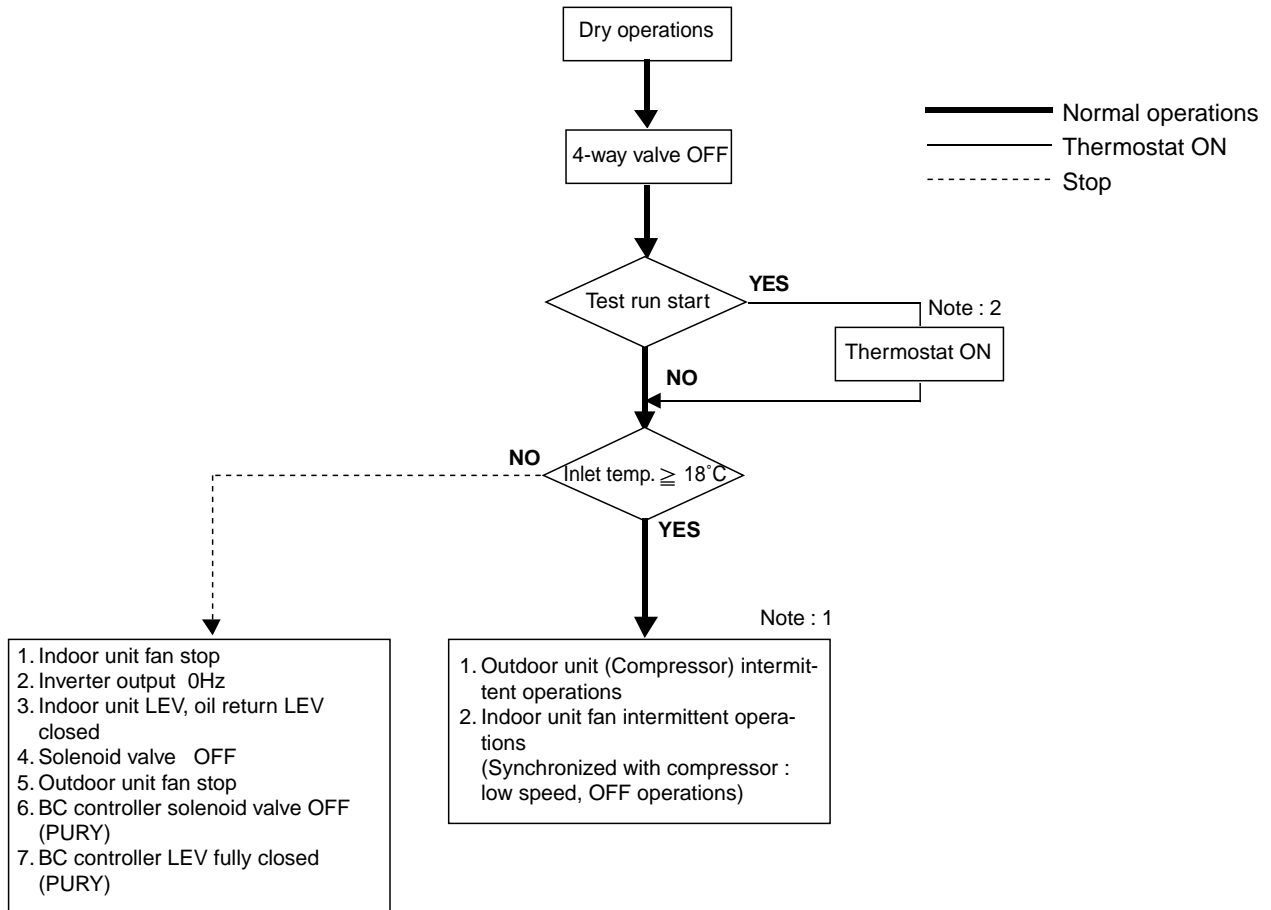 Dry operations
Normal operations
Thermostat ON
Stop
4-way valve OFF
Test run start
YES
Note : 2
Thermostat ON
NO
Inlet temp. ≧ 18˚C
NO
YES
Note : 1
1. Indoor unit fan stop
2. Inverter output 0Hz
3. Indoor unit LEV, oil return LEV
closed
4. Solenoid valve OFF
5. Outdoor unit fan stop
6. BC controller solenoid valve OFF
(PURY)
7. BC controller LEV fully closed
(PURY)
1. Outdoor unit (Compressor) intermit-
tent operations
2. Indoor unit fan intermittent opera-
tions
(Synchronized with compressor :
low speed, OFF operations)